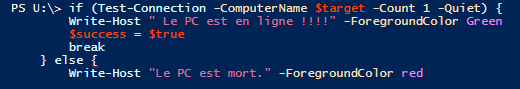 PS U:\> if (Test-Connection -ComputerName $target -Count 1 -Quiet) {
Write-Host " Le PC est en ligne !!!!" -ForegroundColor Green
$success = $true
break
} else {
Write-Host "Le PC est mort." -ForegroundColor red